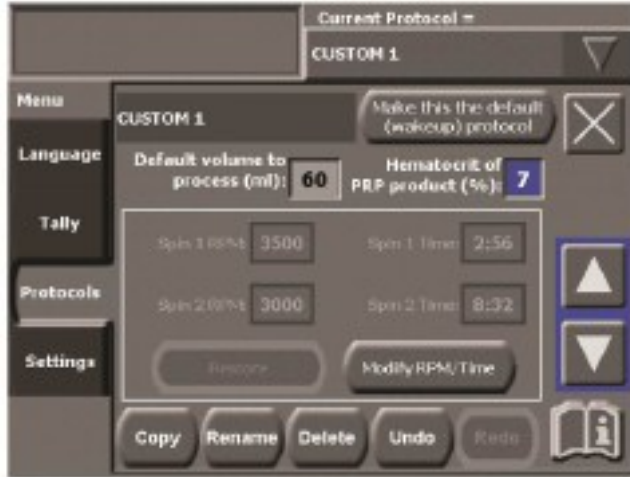 Current Protocol =
CUSTOM 1
Menu
Language
Tally
Protocols
Settings
CUSTOM 1
Make this the default
(wakeup) protocol
Default volume to
process (ml): 60
Hematocrit of
PRP product (%): 7
Spin 1 RPM: 3500
Spin 1 Time: 2:56
Spin 2 RPM: 3000
Spin 2 Time: 8:32
Restore
Modify RPM/Time
Copy Rename Delete Undo Redo